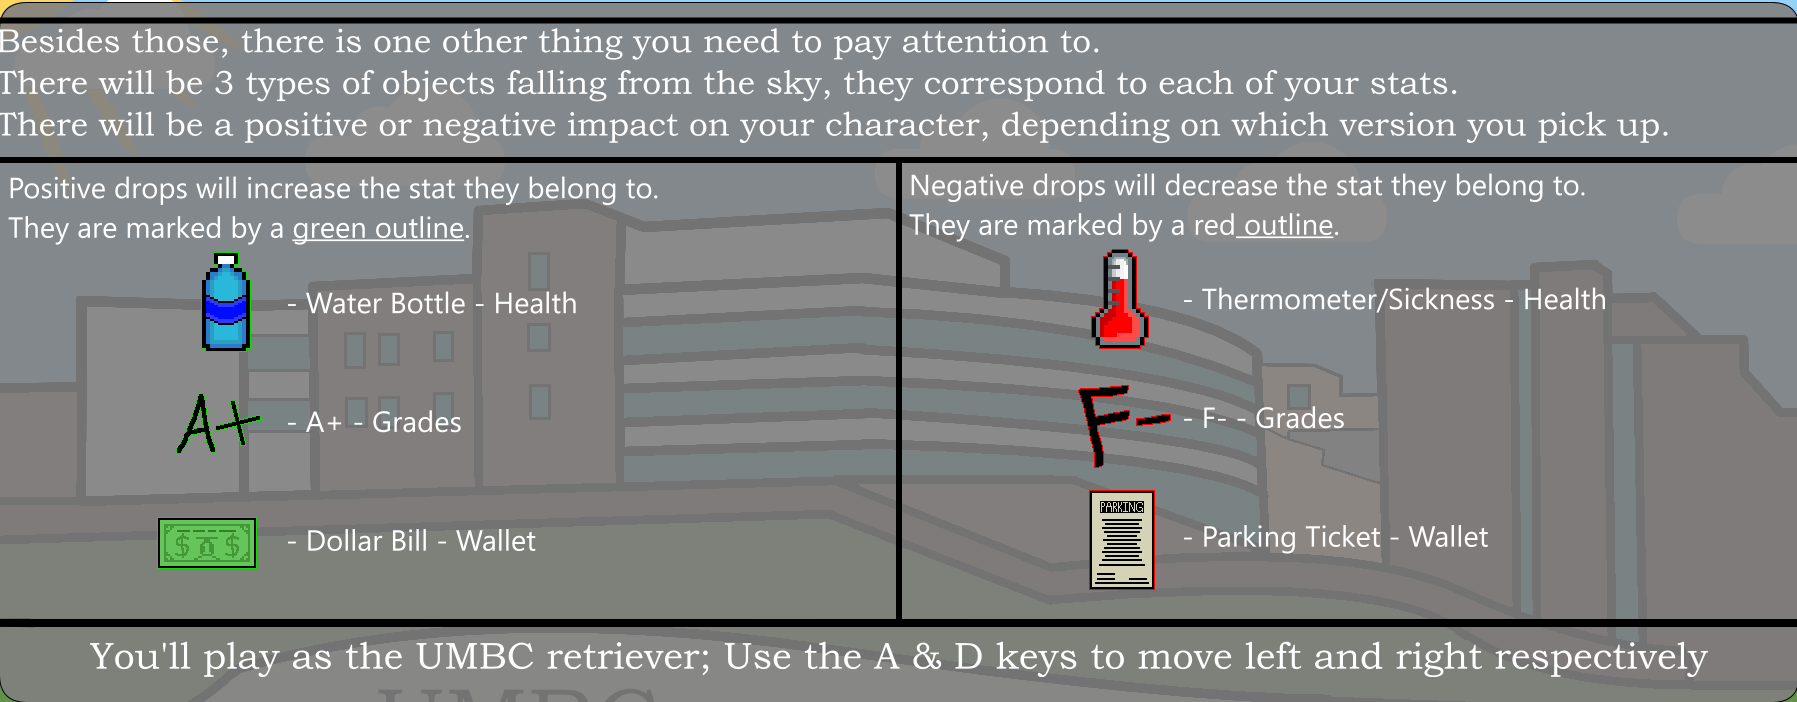 Besides those, there is one other thing you need to pay attention to.
There will be 3 types of objects falling from the sky, they correspond to each of your stats.
There will be a positive or negative impact on your character, depending on which version you pick up.
Positive drops will increase the stat they belong to.
They are marked by a green outline.
- Water Bottle - Health
A+
- A+ - Grades
$ $
- Dollar Bill - Wallet
Negative drops will decrease the stat they belong to.
They are marked by a red outline.
- Thermometer/Sickness - Health
F-
- F- - Grades
PARKING
- Parking Ticket - Wallet
You'll play as the UMBC retriever; Use the A & D keys to move left and right respectively
UMBC